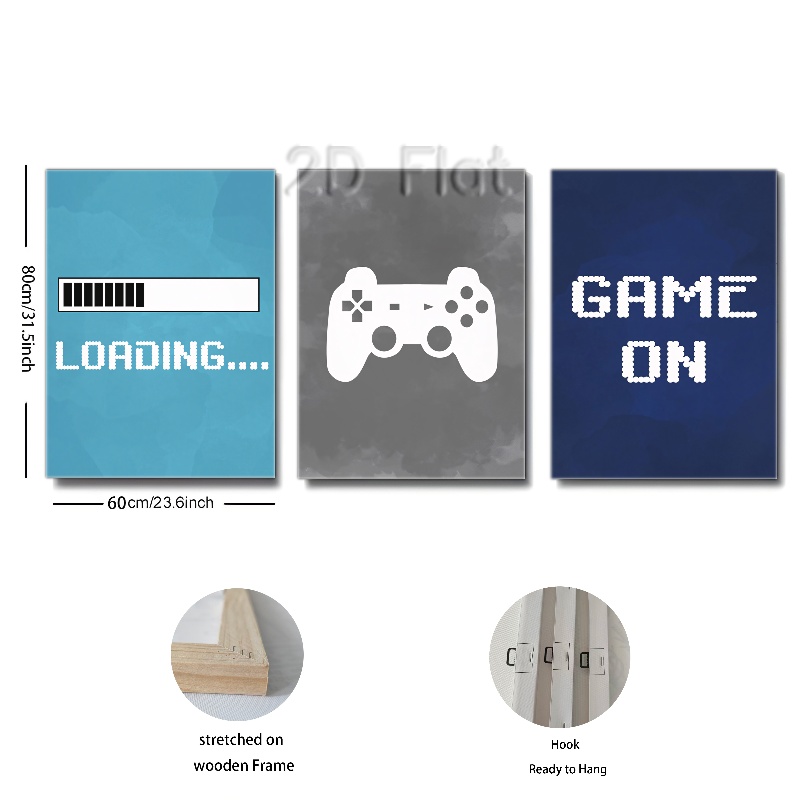 2D Flat
80cm/31.5inch
LOADING....
GAME
ON
60cm/23.6inch
stretched on
wooden Frame
Hook
Ready to Hang